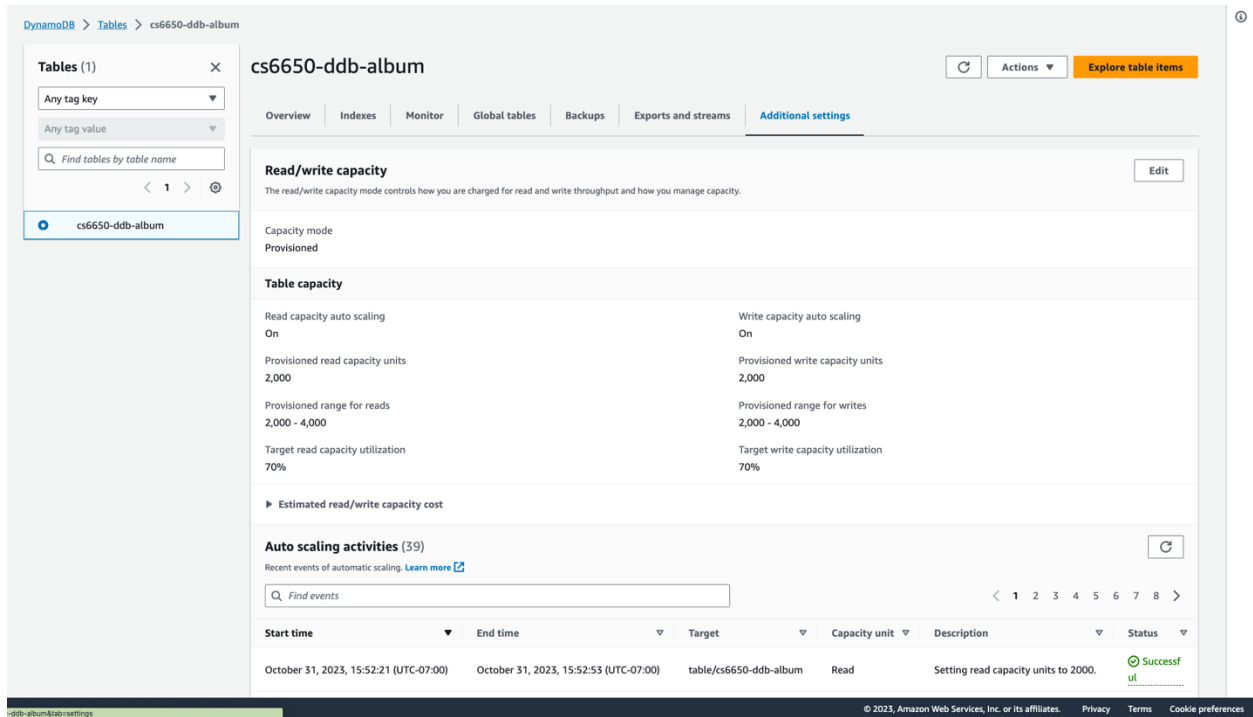 DynamoDB > Tables > cs6650-ddb-album
Tables (1)
Any tag key
Any tag value
Find tables by table name
< 1 >
cs6650-ddb-album
cs6650-ddb-album
Actions
Explore table items
Overview
Indexes
Monitor
Global tables
Backups
Exports and streams
Additional settings
Read/write capacity
Edit
The read/write capacity mode controls how you are charged for read and write throughput and how you manage capacity.
Capacity mode
Provisioned
Table capacity
Read capacity auto scaling
On
Write capacity auto scaling
On
Provisioned read capacity units
2,000
Provisioned write capacity units
2,000
Provisioned range for reads
2,000 - 4,000
Provisioned range for writes
2,000 - 4,000
Target read capacity utilization
70%
Target write capacity utilization
70%
Estimated read/write capacity cost
Auto scaling activities (39)
Recent events of automatic scaling. Learn more
Find events
< 1 2 3 4 5 6 7 8 >
Start time
End time
Target
Capacity unit
Description
Status
October 31, 2023, 15:52:21 (UTC-07:00)
October 31, 2023, 15:52:53 (UTC-07:00)
table/cs6650-ddb-album
Read
Setting read capacity units to 2000.
Successf
ul
-ddb-album&tab=settings
© 2023, Amazon Web Services, Inc. or its affiliates.
Privacy
Terms
Cookie preferences